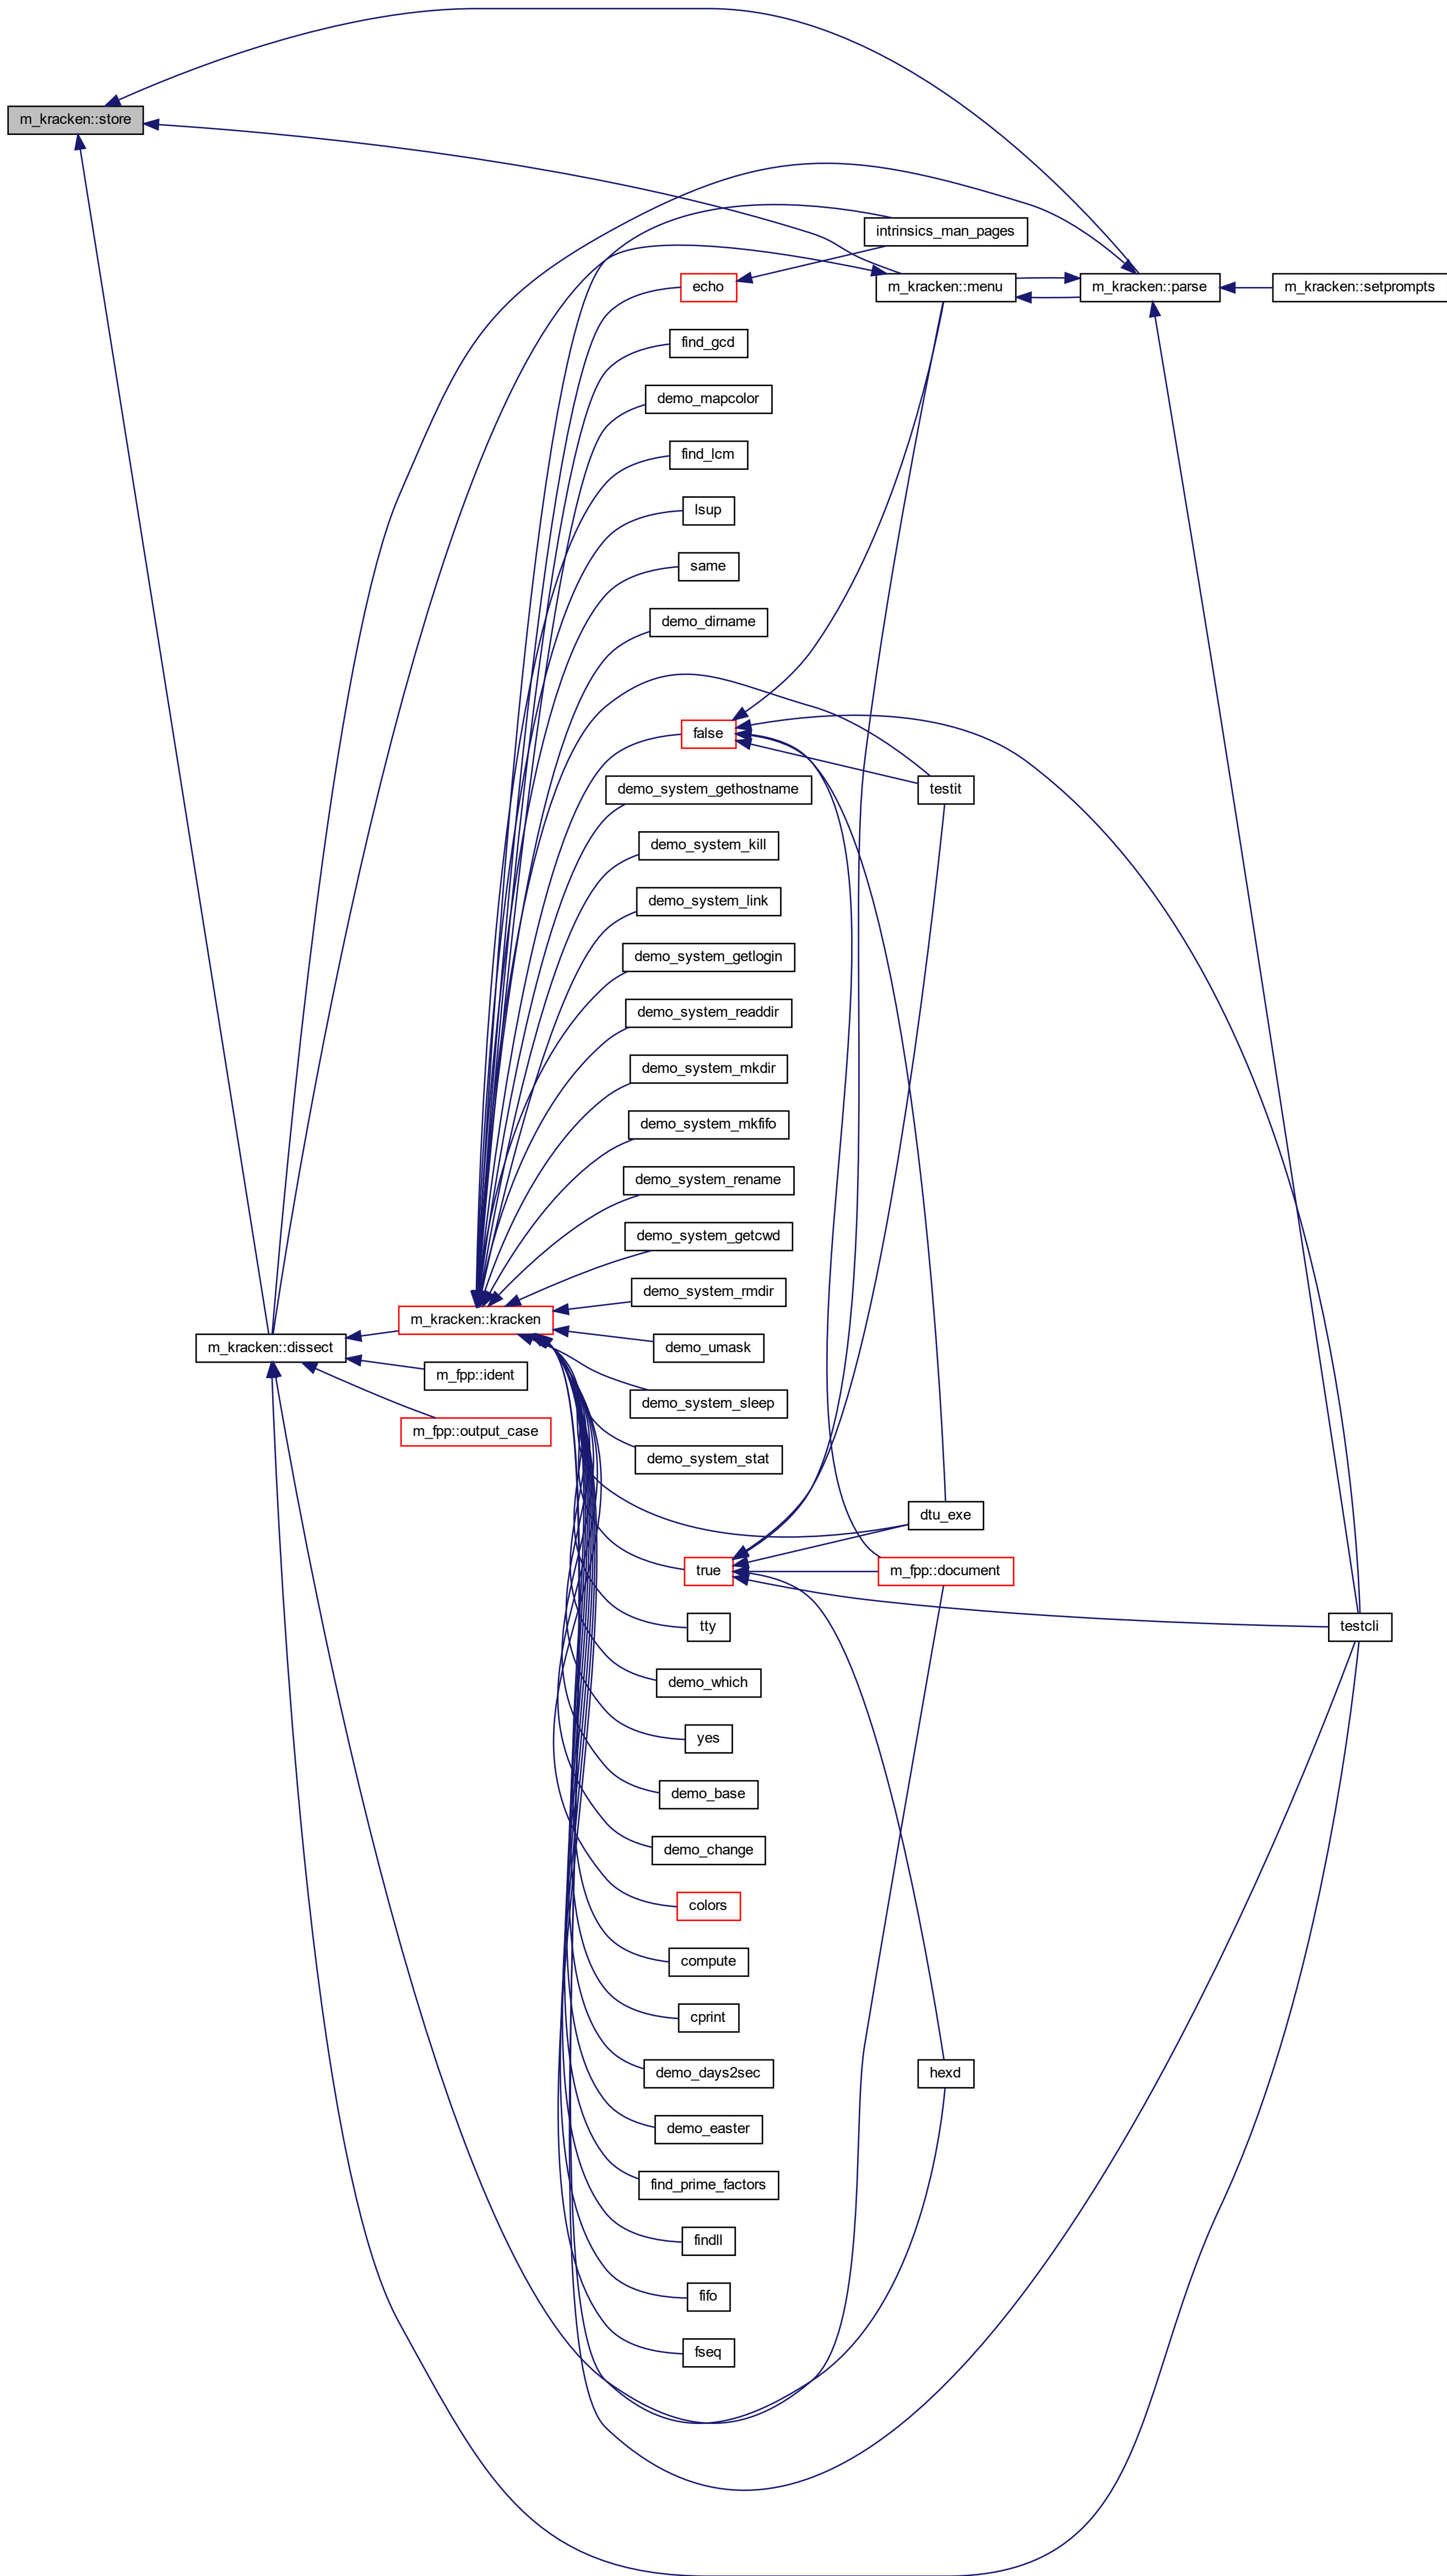 m_kracken::store
intrinsics_man_pages
echo
m_kracken::menu
m_kracken::parse
m_kracken::setprompts
find_gcd
demo_mapcolor
find_lcm
lsup
same
demo_dirname
false
testit
demo_system_gethostname
demo_system_kill
demo_system_link
demo_system_getlogin
demo_system_readdir
demo_system_mkdir
demo_system_mkfifo
demo_system_rename
demo_system_getcwd
demo_system_rmdir
m_kracken::kracken
m_kracken::dissect
demo_umask
m_fpp::ident
demo_system_sleep
m_fpp::output_case
demo_system_stat
dtu_exe
true
m_fpp::document
tty
testcli
demo_which
yes
demo_base
demo_change
colors
compute
cprint
demo_days2sec
hexd
demo_easter
find_prime_factors
findll
fifo
fseq